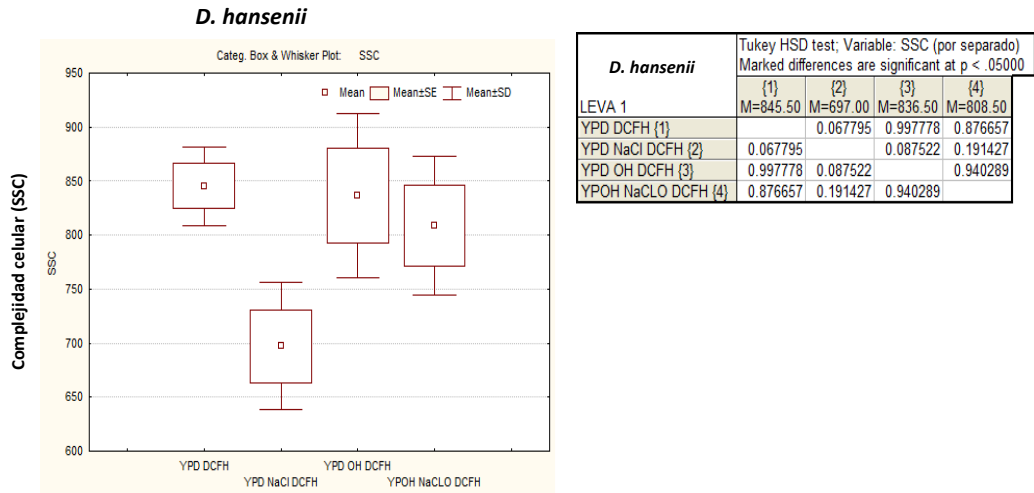 D. hansenii
Categ. Box & Whisker Plot: SSC
Mean Mean±SE Mean±SD
950
900
850
800
750
700
650
600
SSC
Complejidad celular (SSC)
YPD DCFH
YPD NaCl DCFH
YPD OH DCFH
YPOH NaCLO DCFH
D. hansenii
Tukey HSD test; Variable: SSC (por separado)
Marked differences are significant at p < .05000
{1} {2} {3} {4}
LEVA 1 M=845.50 M=697.00 M=836.50 M=808.50
YPD DCFH {1} 0.067795 0.997778 0.876657
YPD NaCl DCFH {2} 0.067795 0.087522 0.191427
YPD OH DCFH {3} 0.997778 0.087522 0.940289
YPOH NaCLO DCFH {4} 0.876657 0.191427 0.940289